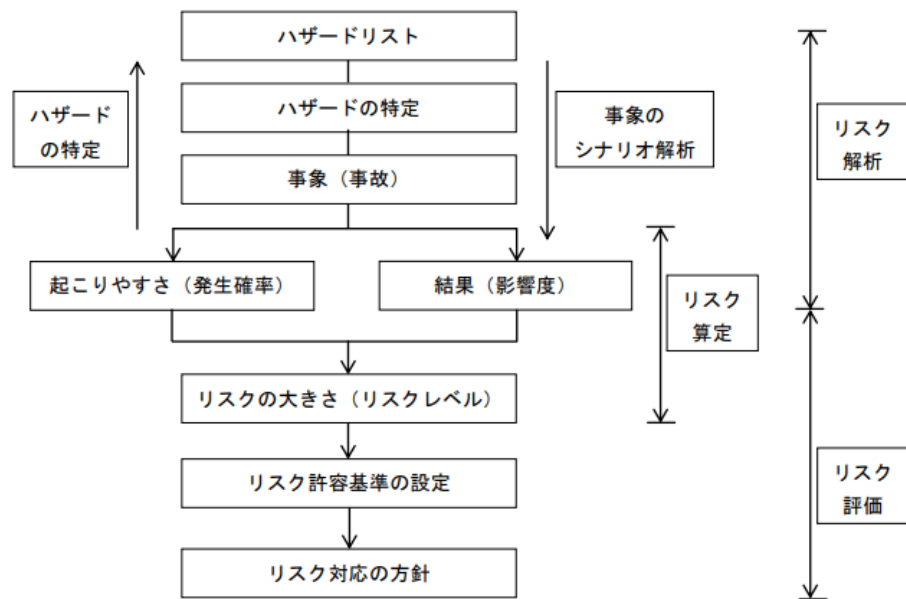 ハザードリスト
ハザードの特定
事象（事故）
起こりやすさ（発生確率）
結果（影響度）
リスクの大きさ（リスクレベル）
リスク許容基準の設定
リスク対応の方針
ハザード
の特定
事象の
シナリオ解析
リスク
算定
リスク
解析
リスク
評価